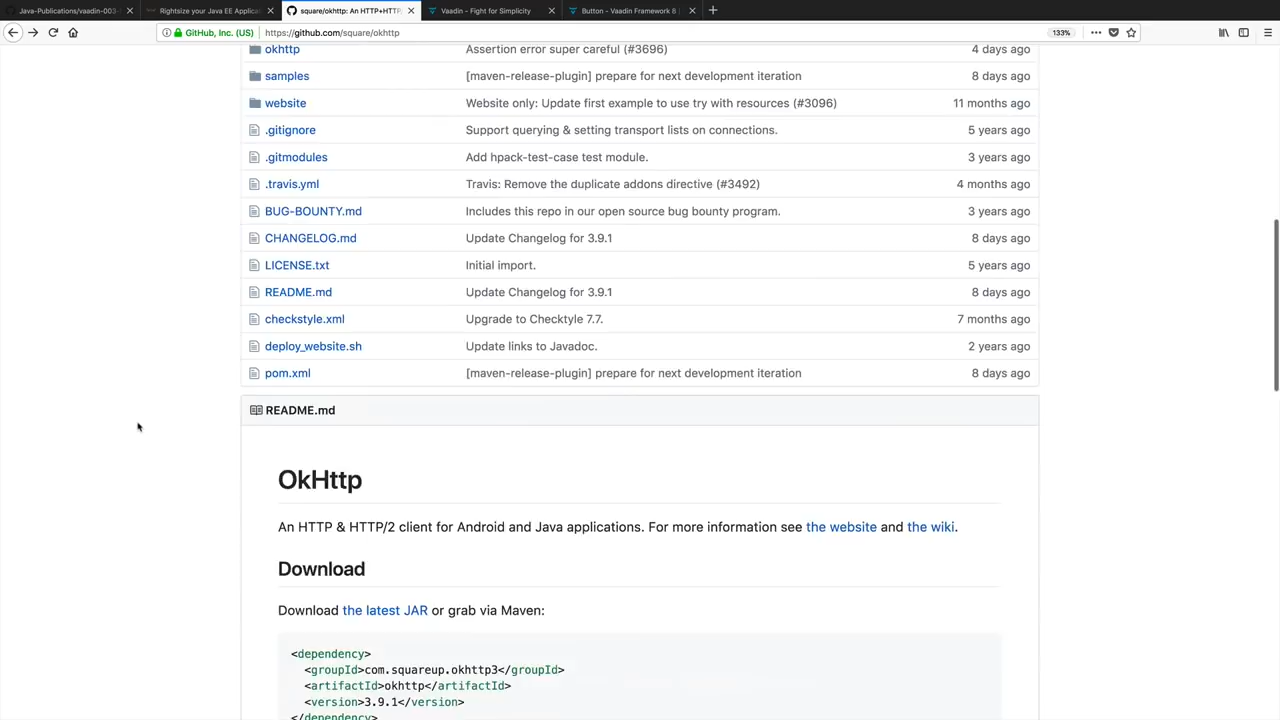 Java-Publications/vaadin-003-
Rightsize your Java EE Applic
square/okhttp: An HTTP+HTTP
Vaadin - Fight for Simplicity
Button - Vaadin Framework 8
GitHub, Inc. (US)
https://github.com/square/okhttp
133%
okhttp Assertion error super careful (#3696) 4 days ago
samples [maven-release-plugin] prepare for next development iteration 8 days ago
website Website only: Update first example to use try with resources (#3096) 11 months ago
.gitignore Support querying & setting transport lists on connections. 5 years ago
.gitmodules Add hpack-test-case test module. 3 years ago
.travis.yml Travis: Remove the duplicate addons directive (#3492) 4 months ago
BUG-BOUNTY.md Includes this repo in our open source bug bounty program. 3 years ago
CHANGELOG.md Update Changelog for 3.9.1 8 days ago
LICENSE.txt Initial import. 5 years ago
README.md Update Changelog for 3.9.1 8 days ago
checkstyle.xml Upgrade to Checktyle 7.7. 7 months ago
deploy_website.sh Update links to Javadoc. 2 years ago
pom.xml [maven-release-plugin] prepare for next development iteration 8 days ago
README.md
OkHttp
An HTTP & HTTP/2 client for Android and Java applications. For more information see the website and the wiki.
Download
Download the latest JAR or grab via Maven:
<dependency>
<groupId>com.squareup.okhttp3</groupId>
<artifactId>okhttp</artifactId>
<version>3.9.1</version>
</dependency>